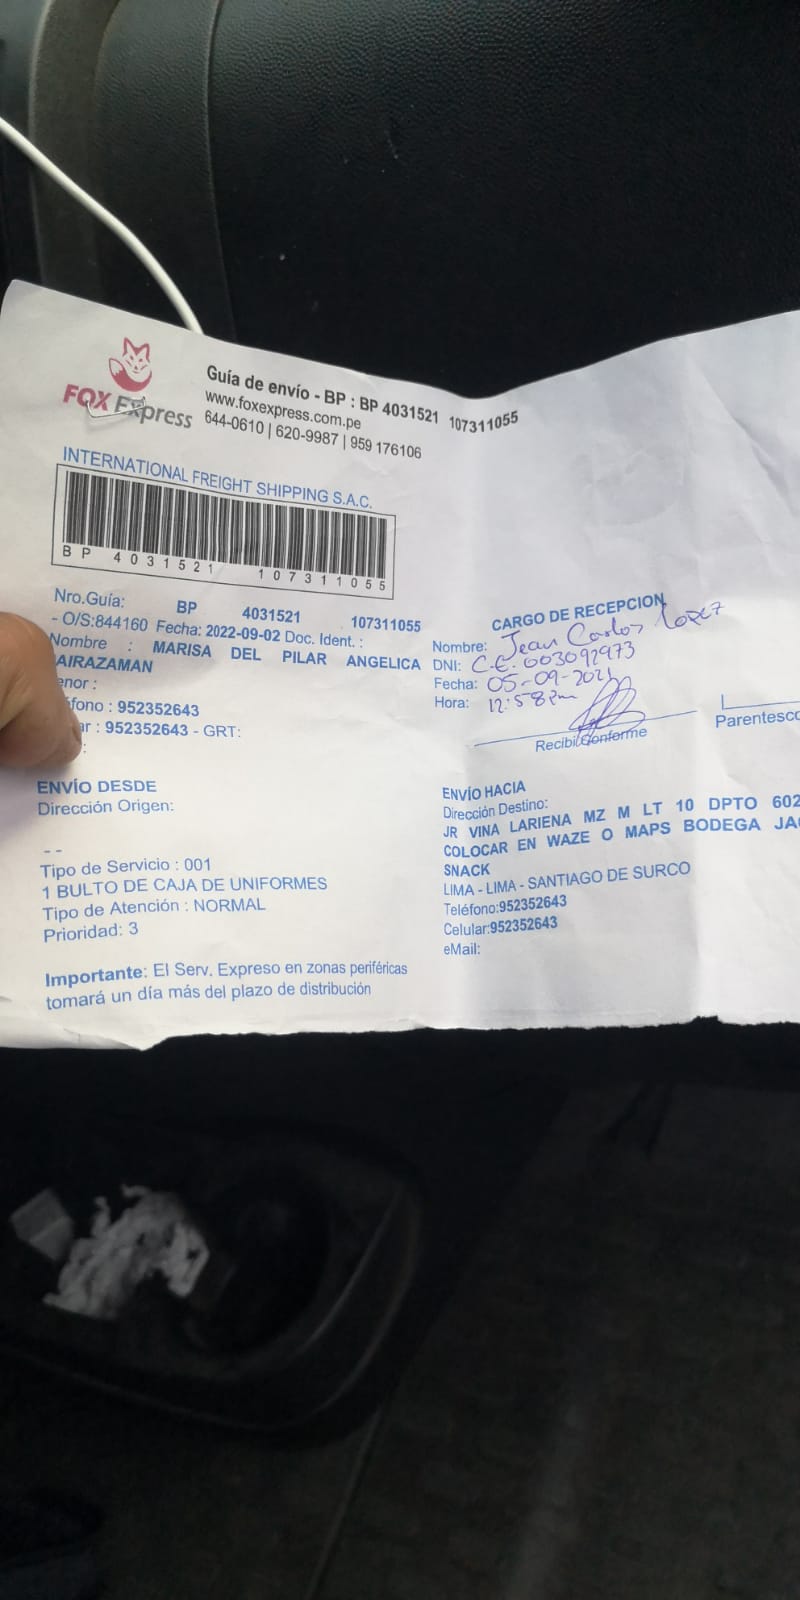 FOX Express
Guía de envío - BP : BP 4031521 107311055
www.foxexpress.com.pe
644-0610 | 620-9987 | 959 176106
INTERNATIONAL FREIGHT SHIPPING S.A.C.
BP 4031521 107311055
Nro.Guía: BP 4031521 107311055
- O/S:844160 Fecha: 2022-09-02 Doc. Ident. :
Nombre : MARISA DEL PILAR ANGELICA
AIRAZAMAN
enor :
fono : 952352643
ar : 952352643 - GRT:
:
ENVÍO DESDE
Dirección Origen:
- -
Tipo de Servicio : 001
1 BULTO DE CAJA DE UNIFORMES
Tipo de Atención : NORMAL
Prioridad: 3
Importante: El Serv. Expreso en zonas periféricas
tomará un día más del plazo de distribución
CARGO DE RECEPCION
Nombre: Jean Carlos Lopez
DNI: C.E. 003092973
Fecha: 05-09-2021
Hora: 12:58pm
Recibi Conforme
Parentesco
ENVÍO HACIA
Dirección Destino:
JR VINA LARIENA MZ M LT 10 DPTO 602
COLOCAR EN WAZE O MAPS BODEGA JA
SNACK
LIMA - LIMA - SANTIAGO DE SURCO
Teléfono:952352643
Celular:952352643
eMail: